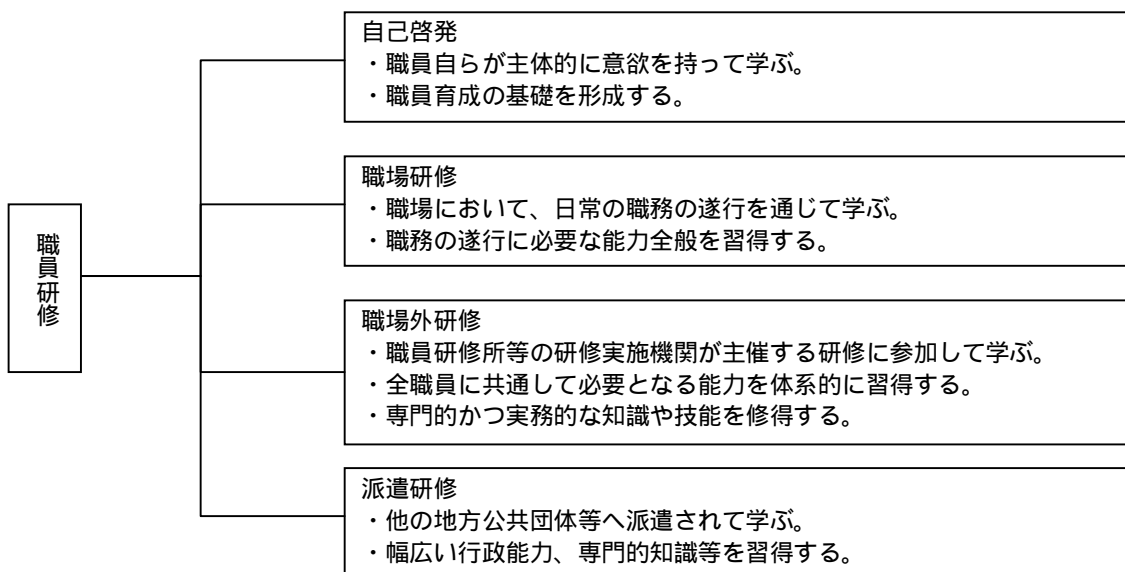 職員研修
自己啓発
・職員自らが主体的に意欲を持って学ぶ。
・職員育成の基礎を形成する。
職場研修
・職場において、日常の職務の遂行を通じて学ぶ。
・職務の遂行に必要な能力全般を習得する。
職場外研修
・職員研修所等の研修実施機関が主催する研修に参加して学ぶ。
・全職員に共通して必要となる能力を体系的に習得する。
・専門的かつ実務的な知識や技能を修得する。
派遣研修
・他の地方公共団体等へ派遣されて学ぶ。
・幅広い行政能力、専門的知識等を習得する。